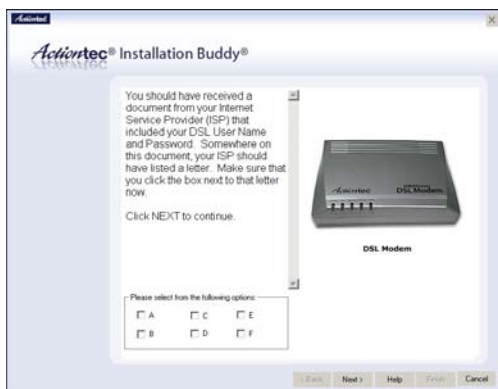 Actiontec
Actiontec® Installation Buddy®
You should have received a
document from your Internet
Service Provider (ISP) that
included your DSL User Name
and Password. Somewhere on
this document, your ISP should
have listed a letter. Make sure that
you click the box next to that letter
now.
Click NEXT to continue.
Actiontec
DSL Modem
DSL Modem
Please select from the following options:
A C E
B D F
< Back Next > Help Finish Cancel